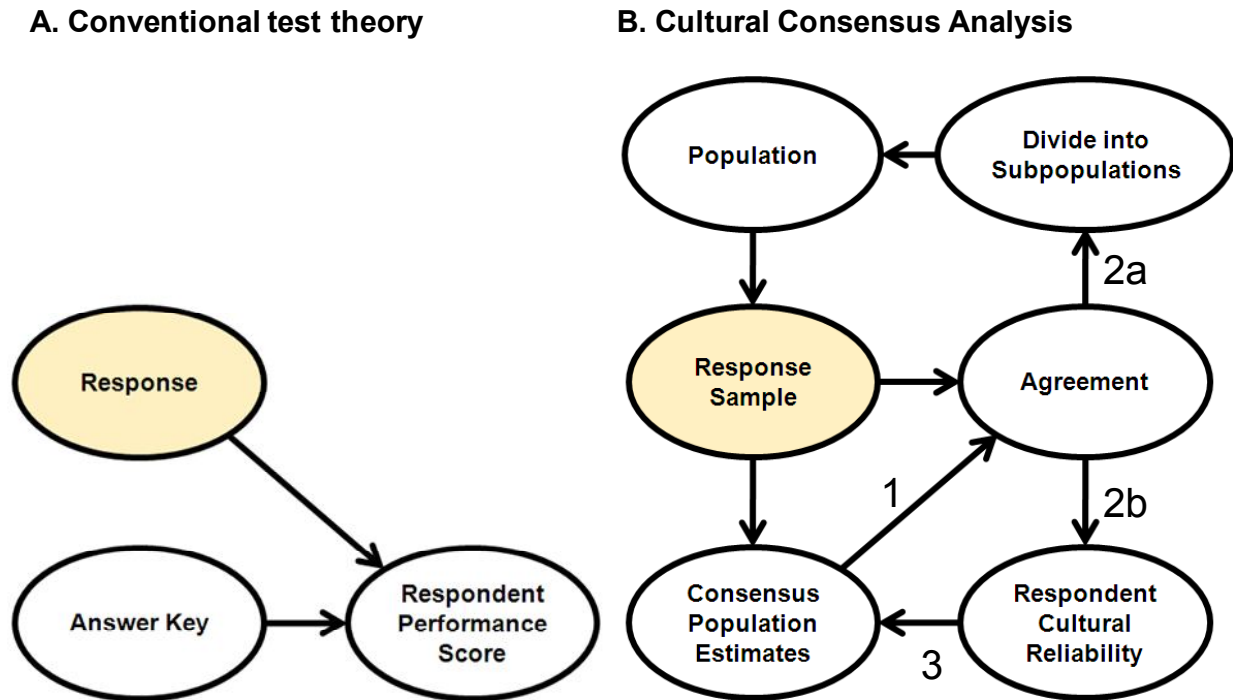 A. Conventional test theory
Response
Answer Key
Respondent
Performance
Score
B. Cultural Consensus Analysis
Population
Divide into
Subpopulations
2a
Response
Sample
Agreement
1
2b
Consensus
Population
Estimates
3
Respondent
Cultural
Reliability